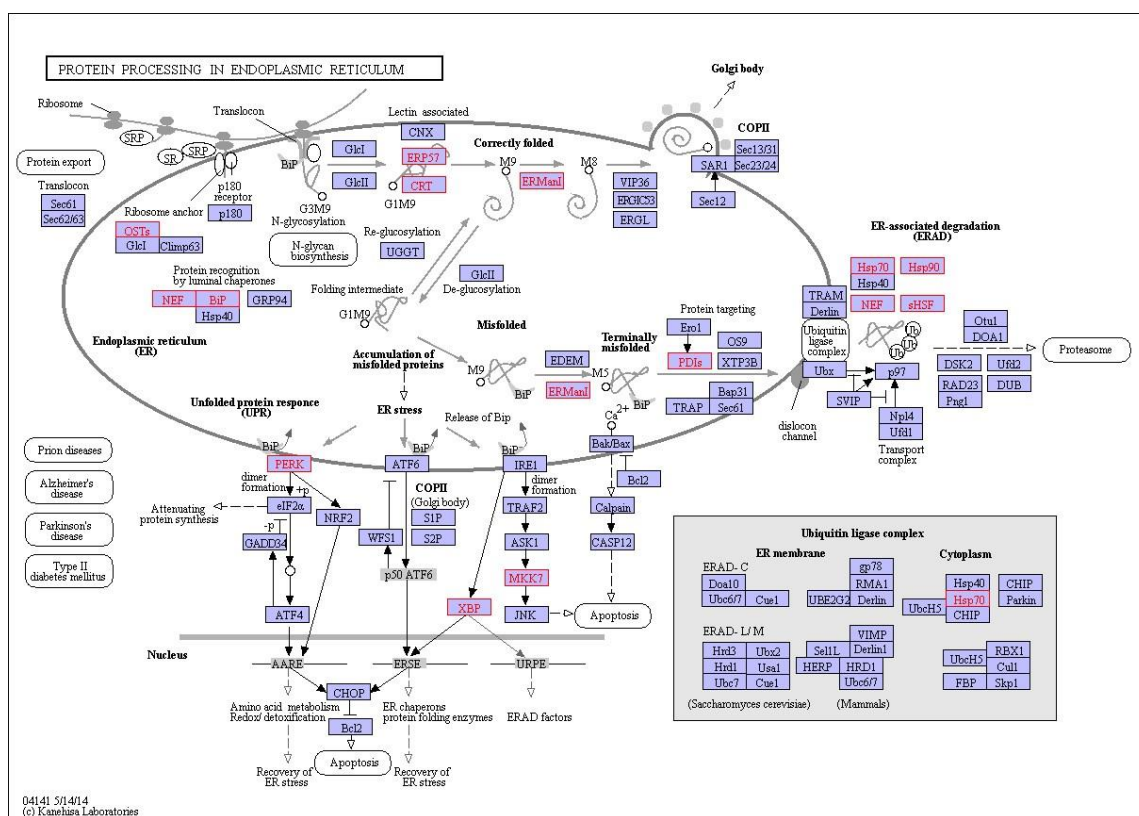 PROTEIN PROCESSING IN ENDOPLASMIC RETICULUM
Golgi body
Ribosome
SRP
Translocon
Lectin associated
CNX
COPII
SR
SRP
BiP
GlcI
ERP57
Correctly folded
M9
M8
Sec13/31
SAR1
Sec23/24
Protein export
Translocon
p180
receptor
GlcII
CRT
G1M9
ERManI
VIP36
Sec61
Sec62/63
Ribosome anchor
p180
G3M9
N-glycosylation
ERGIC53
Sec12
OSTs
ERGL
GlcI
Climp63
N-glycan
biosynthesis
Re-glucosylation
UGGT
ER-associated degradation
(ERAD)
Protein recognition
by luminal chaperones
GlcII
De-glucosylation
Hsp70
Hsp90
Hsp40
NEF
BiP
GRP94
Hsp40
Folding intermediate
G1M9
TRAM
Derlin
NEF
sHSF
Protein targeting
Endoplasmic reticulum
(ER)
Misfolded
Terminally
misfolded
Ero1
OS9
Ubiquitin
ligase
complex
Ub
Ub
Ub
Otu1
DOA1
Proteasome
Accumulation of
misfolded proteins
M9
EDEM
M5
PDIs
XTP3B
Ubx
p97
DSK2
Ufd2
ERManI
BiP
BiP
Bap31
TRAP
Sec61
SVIP
RAD23
DUB
Png1
Unfolded protein responce
(UPR)
ER stress
Release of Bip
Ca2+
dislocon
channel
Npl4
Ufd1
Transport
complex
Prion diseases
BiP
BiP
BiP
Bak/Bax
PERK
ATF6
IRE1
Bcl2
Alzheimer's
disease
dimer
formation
+p
COPII
(Golgi body)
dimer
formation
Attenuating
protein synthesis
eIF2α
NRF2
S1P
TRAF2
Calpain
Parkinson's
disease
-p
GADD34
WFS1
S2P
ASK1
CASP12
Type II
diabetes mellitus
p50 ATF6
MKK7
ATF4
XBP
JNK
Apoptosis
Nucleus
AARE
ERSE
URPE
CHOP
Amino acid metabolism
Redox/detoxification
ER chaperons
protein folding enzymes
ERAD factors
Bcl2
Apoptosis
Recovery of
ER stress
Recovery of
ER stress
Ubiquitin ligase complex
ER membrane
Cytoplasm
ERAD-C
Doa10
Ubc6/7
Cue1
gp78
RMA1
UBE2G2
Derlin
Hsp40
Hsp70
UbcH5
CHIP
CHIP
Parkin
ERAD-L/M
Hrd3
Ubx2
Hrd1
Usa1
Ubc7
Cue1
VIMP
Sel1L
Derlin1
HERP
HRD1
Ubc6/7
RBX1
UbcH5
Cul1
FBP
Skp1
(Saccharomyces cerevisiae)
(Mammals)
04141 5/14/14
(c) Kanehisa Laboratories